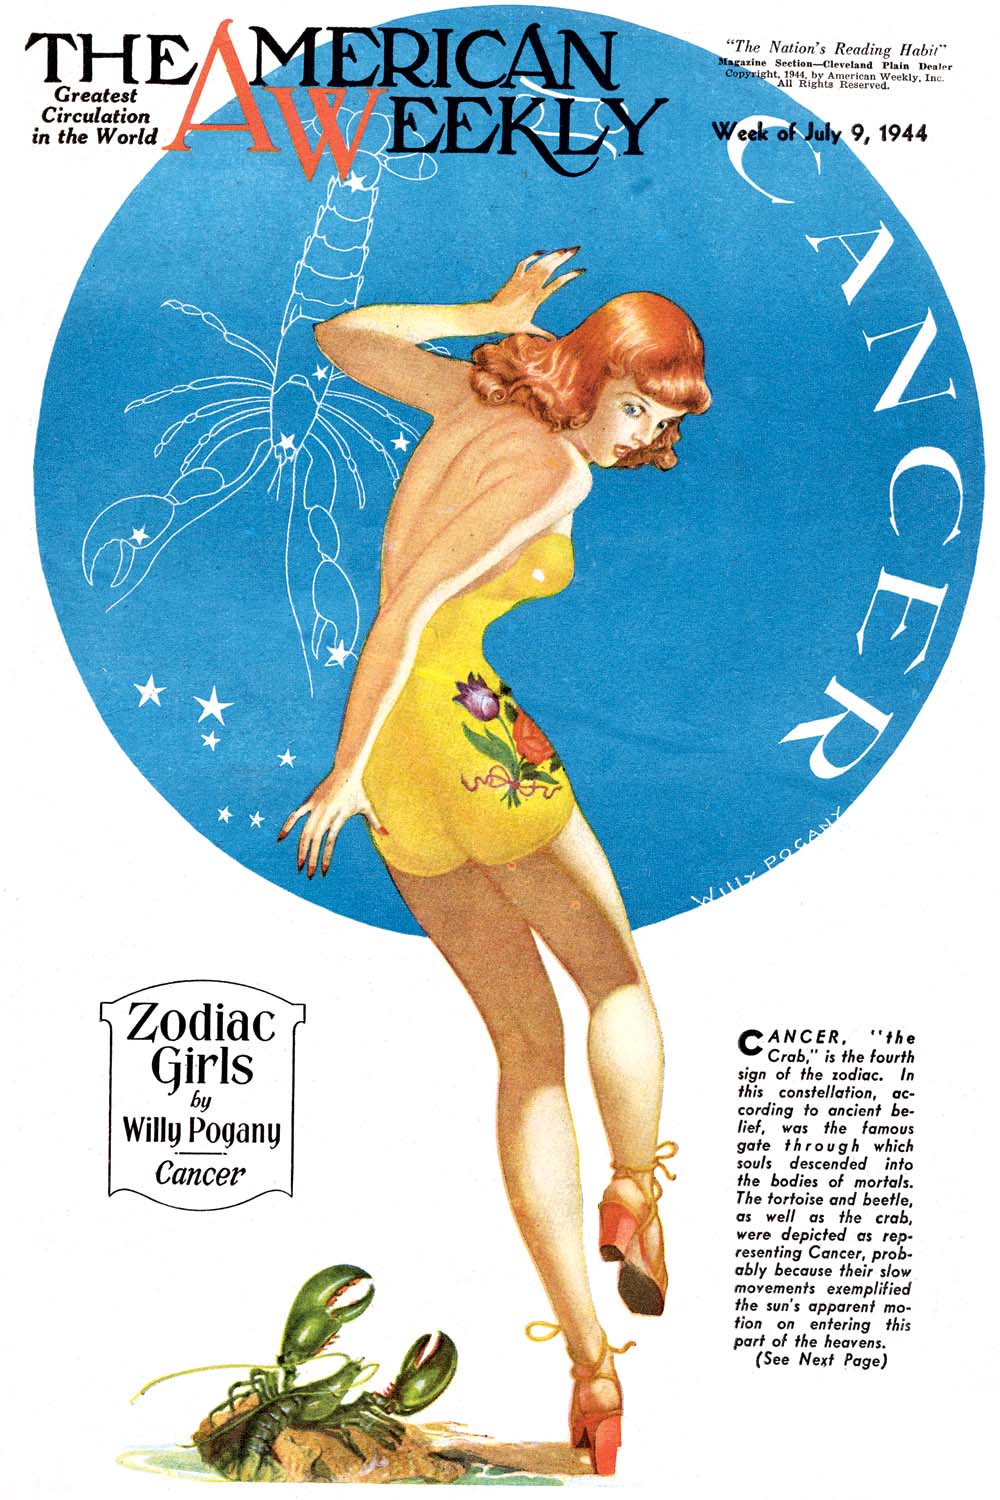 THE AMERICAN
WEEKLY
Greatest
Circulation
in the World
"The Nation's Reading Habit"
Magazine Section—Cleveland Plain Dealer
Copyright, 1944, by American Weekly, Inc.
All Rights Reserved.
Week of July 9, 1944
CANCER
WILLY POGANY
Zodiac
Girls
by
Willy Pogany
Cancer
CANCER, "the
Crab," is the fourth
sign of the zodiac. In
this constellation, ac-
cording to ancient be-
lief, was the famous
gate through which
souls descended into
the bodies of mortals.
The tortoise and beetle,
as well as the crab,
were depicted as rep-
resenting Cancer, prob-
ably because their slow
movements exemplified
the sun's apparent mo-
tion on entering this
part of the heavens.
(See Next Page)